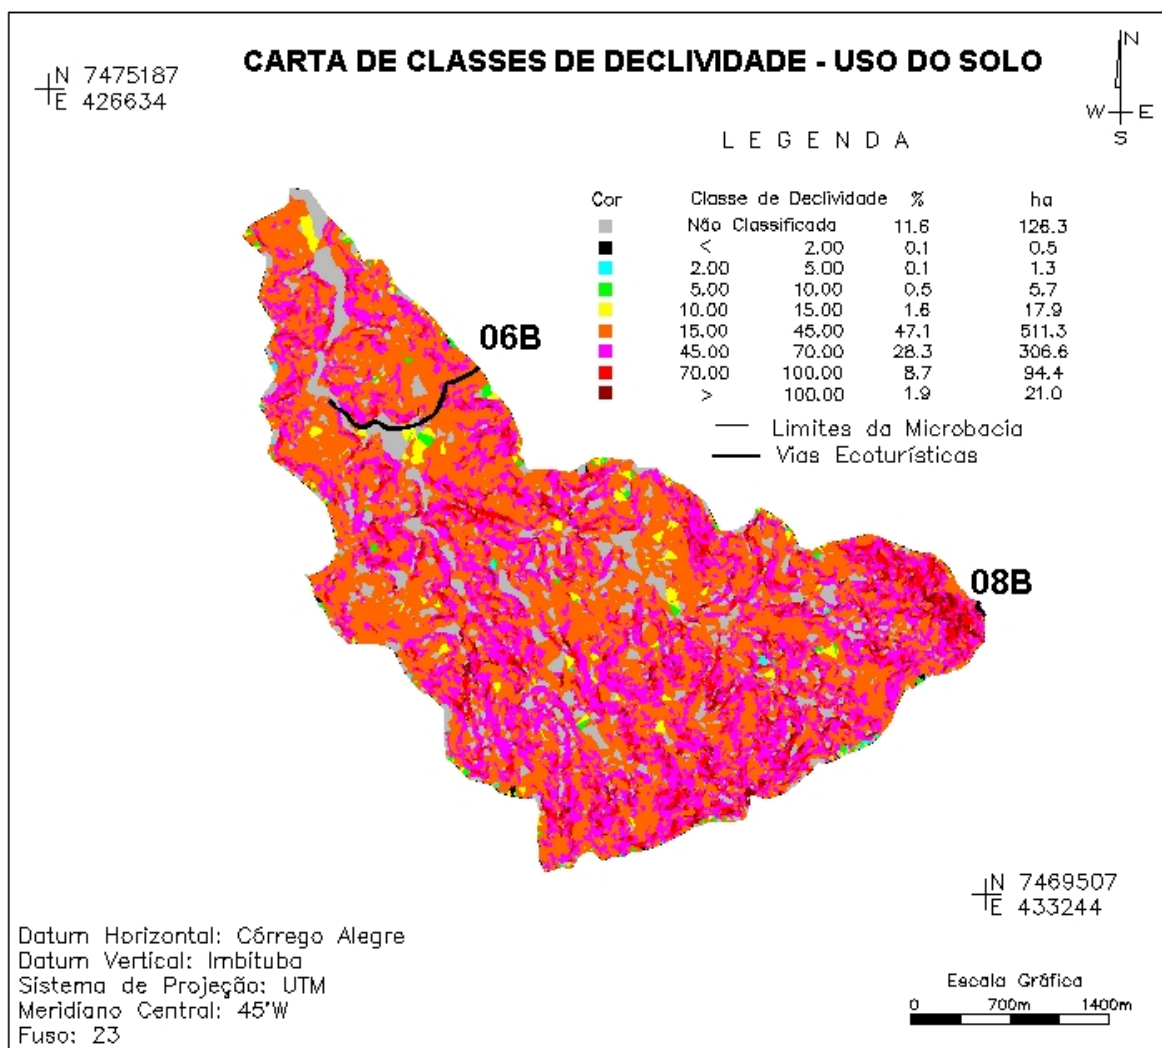 CARTA DE CLASSES DE DECLIVIDADE - USO DO SOLO
N 7475187
E 426634
N
W E
S
L E G E N D A
Cor Classe de Declividade % ha
Não Classificada 11.6 126.3
< 2.00 0.1 0.5
2.00 5.00 0.1 1.3
5.00 10.00 0.5 5.7
10.00 15.00 1.6 17.9
15.00 45.00 47.1 511.3
45.00 70.00 28.3 306.6
70.00 100.00 8.7 94.4
> 100.00 1.9 21.0
Limites da Microbacia
Vias Ecoturísticas
06B
08B
N 7469507
E 433244
Datum Horizontal: Córrego Alegre
Datum Vertical: Imbituba
Sistema de Projeção: UTM
Meridiano Central: 45°W
Fuso: 23
Escala Gráfica
0 700m 1400m